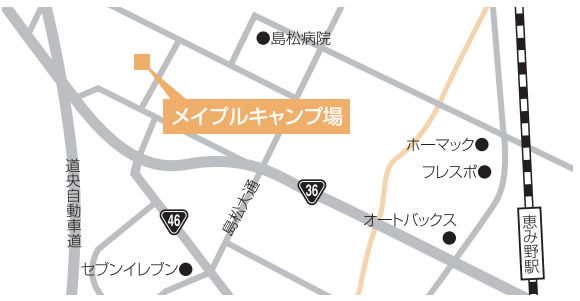 島松病院
メイプルキャンプ場
ホーマック
フレスポ
道央自動車道
島松大通
36
46
オートバックス
恵み野駅
セブンイレブン